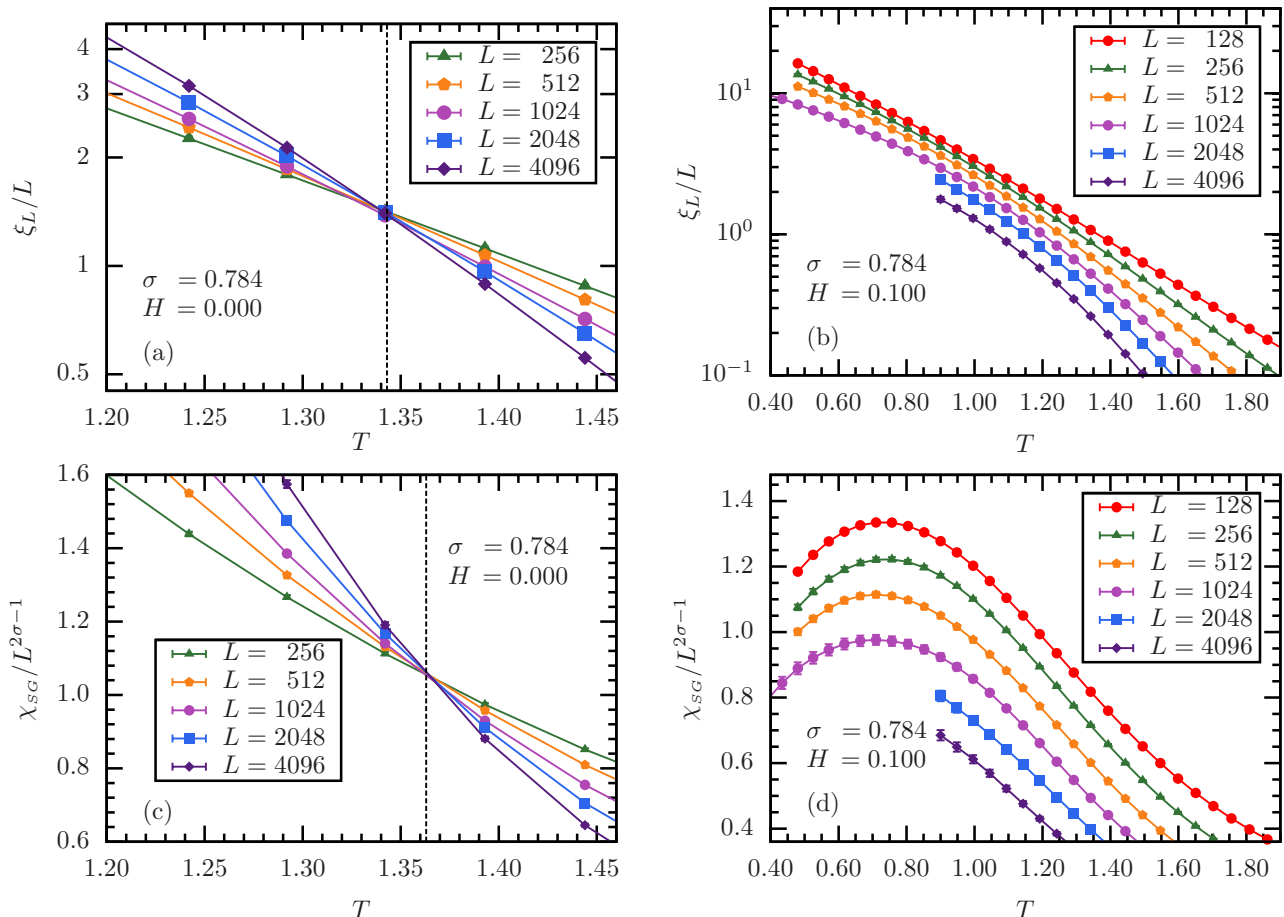 ξ_L/L
4
3
2
1
0.5
L = 256
L = 512
L = 1024
L = 2048
L = 4096
σ = 0.784
H = 0.000
(a)
1.20 1.25 1.30 1.35 1.40 1.45
T
ξ_L/L
10^1
10^0
10^−1
L = 128
L = 256
L = 512
L = 1024
L = 2048
L = 4096
σ = 0.784
H = 0.100
(b)
0.40 0.60 0.80 1.00 1.20 1.40 1.60 1.80
T
χ_SG/L^{2σ−1}
1.6
1.4
1.2
1.0
0.8
0.6
σ = 0.784
H = 0.000
L = 256
L = 512
L = 1024
L = 2048
L = 4096
(c)
1.20 1.25 1.30 1.35 1.40 1.45
T
χ_SG/L^{2σ−1}
1.4
1.2
1.0
0.8
0.6
0.4
L = 128
L = 256
L = 512
L = 1024
L = 2048
L = 4096
σ = 0.784
H = 0.100
(d)
0.40 0.60 0.80 1.00 1.20 1.40 1.60 1.80
T